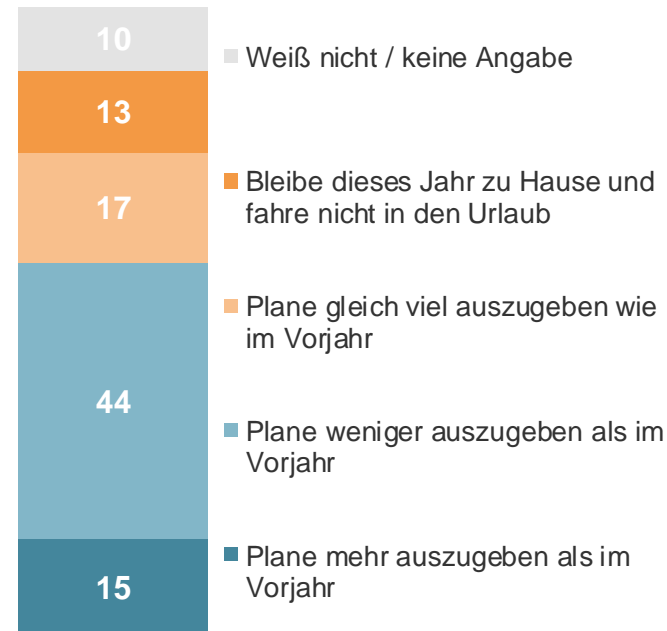 10
Weiß nicht / keine Angabe
13
Bleibe dieses Jahr zu Hause und
fahre nicht in den Urlaub
17
Plane gleich viel auszugeben wie
im Vorjahr
44
Plane weniger auszugeben als im
Vorjahr
15
Plane mehr auszugeben als im
Vorjahr